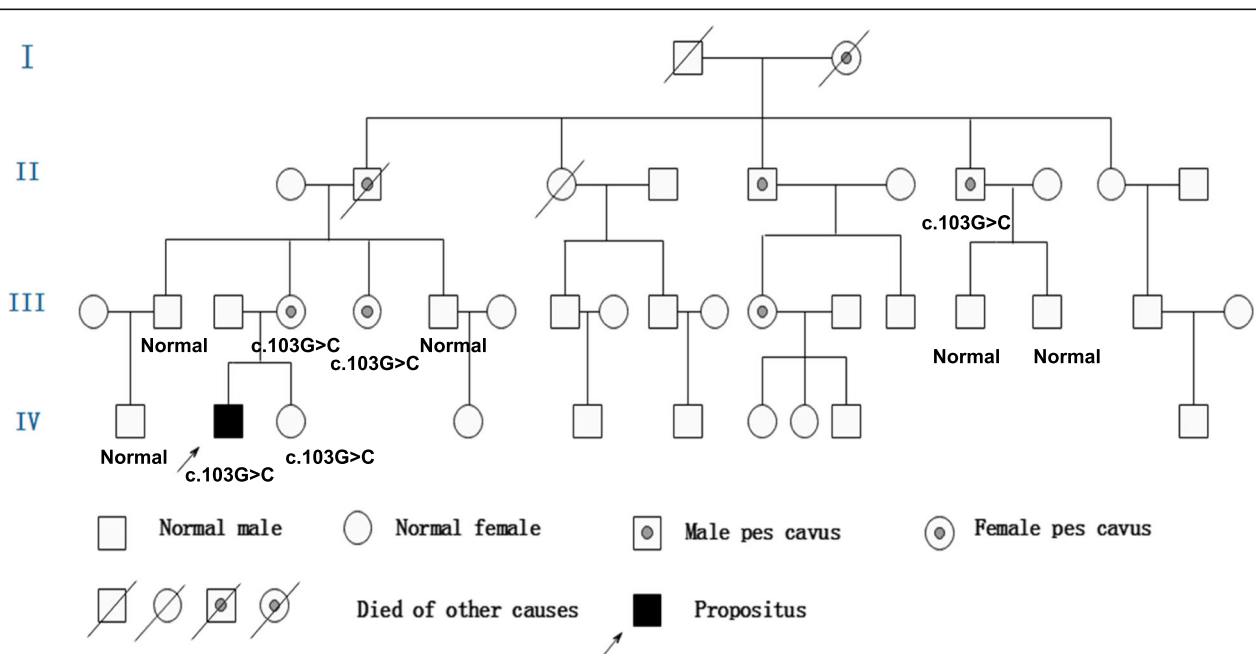 I
II
c.103G>C
III
Normal
c.103G>C
c.103G>C
Normal
Normal
Normal
IV
Normal
c.103G>C
c.103G>C
Normal male
Normal female
Male pes cavus
Female pes cavus
Died of other causes
Propositus